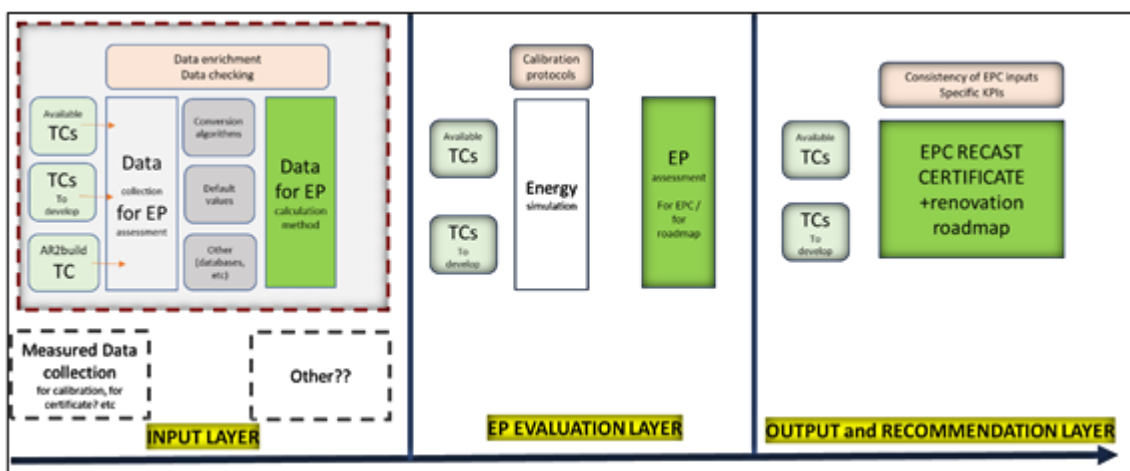 Data enrichment
Data checking
Available
TCs
TCs
To
develop
AR2build
TC
Data
collection
for EP
assessment
Conversion
algorithms
Default
values
Other
(databases,
etc)
Data
for EP
calculation
method
Measured Data
collection
for calibration, for
certificate? etc
Other??
INPUT LAYER
Calibration
protocols
Available
TCs
TCs
To
develop
Energy
simulation
EP
assessment
For EPC /
for
roadmap
EP EVALUATION LAYER
Consistency of EPC inputs
Specific KPIs
Available
TCs
TCs
To
develop
EPC RECAST
CERTIFICATE
+renovation
roadmap
OUTPUT and RECOMMENDATION LAYER